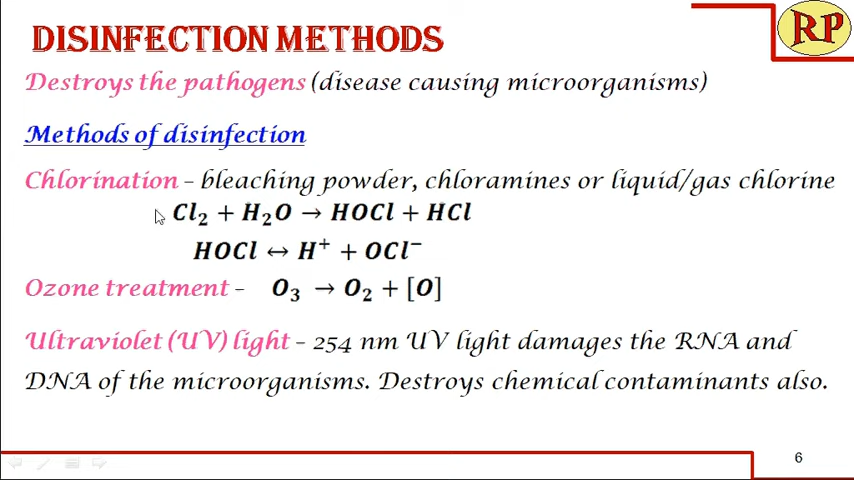 DISINFECTION METHODS
RP
Destroys the pathogens (disease causing microorganisms)
Methods of disinfection
Chlorination – bleaching powder, chloramines or liquid/gas chlorine
Cl₂ + H₂O → HOCl + HCl
HOCl ↔ H⁺ + OCl⁻
Ozone treatment – O₃ → O₂ + [O]
Ultraviolet (UV) light – 254 nm UV light damages the RNA and
DNA of the microorganisms. Destroys chemical contaminants also.
6